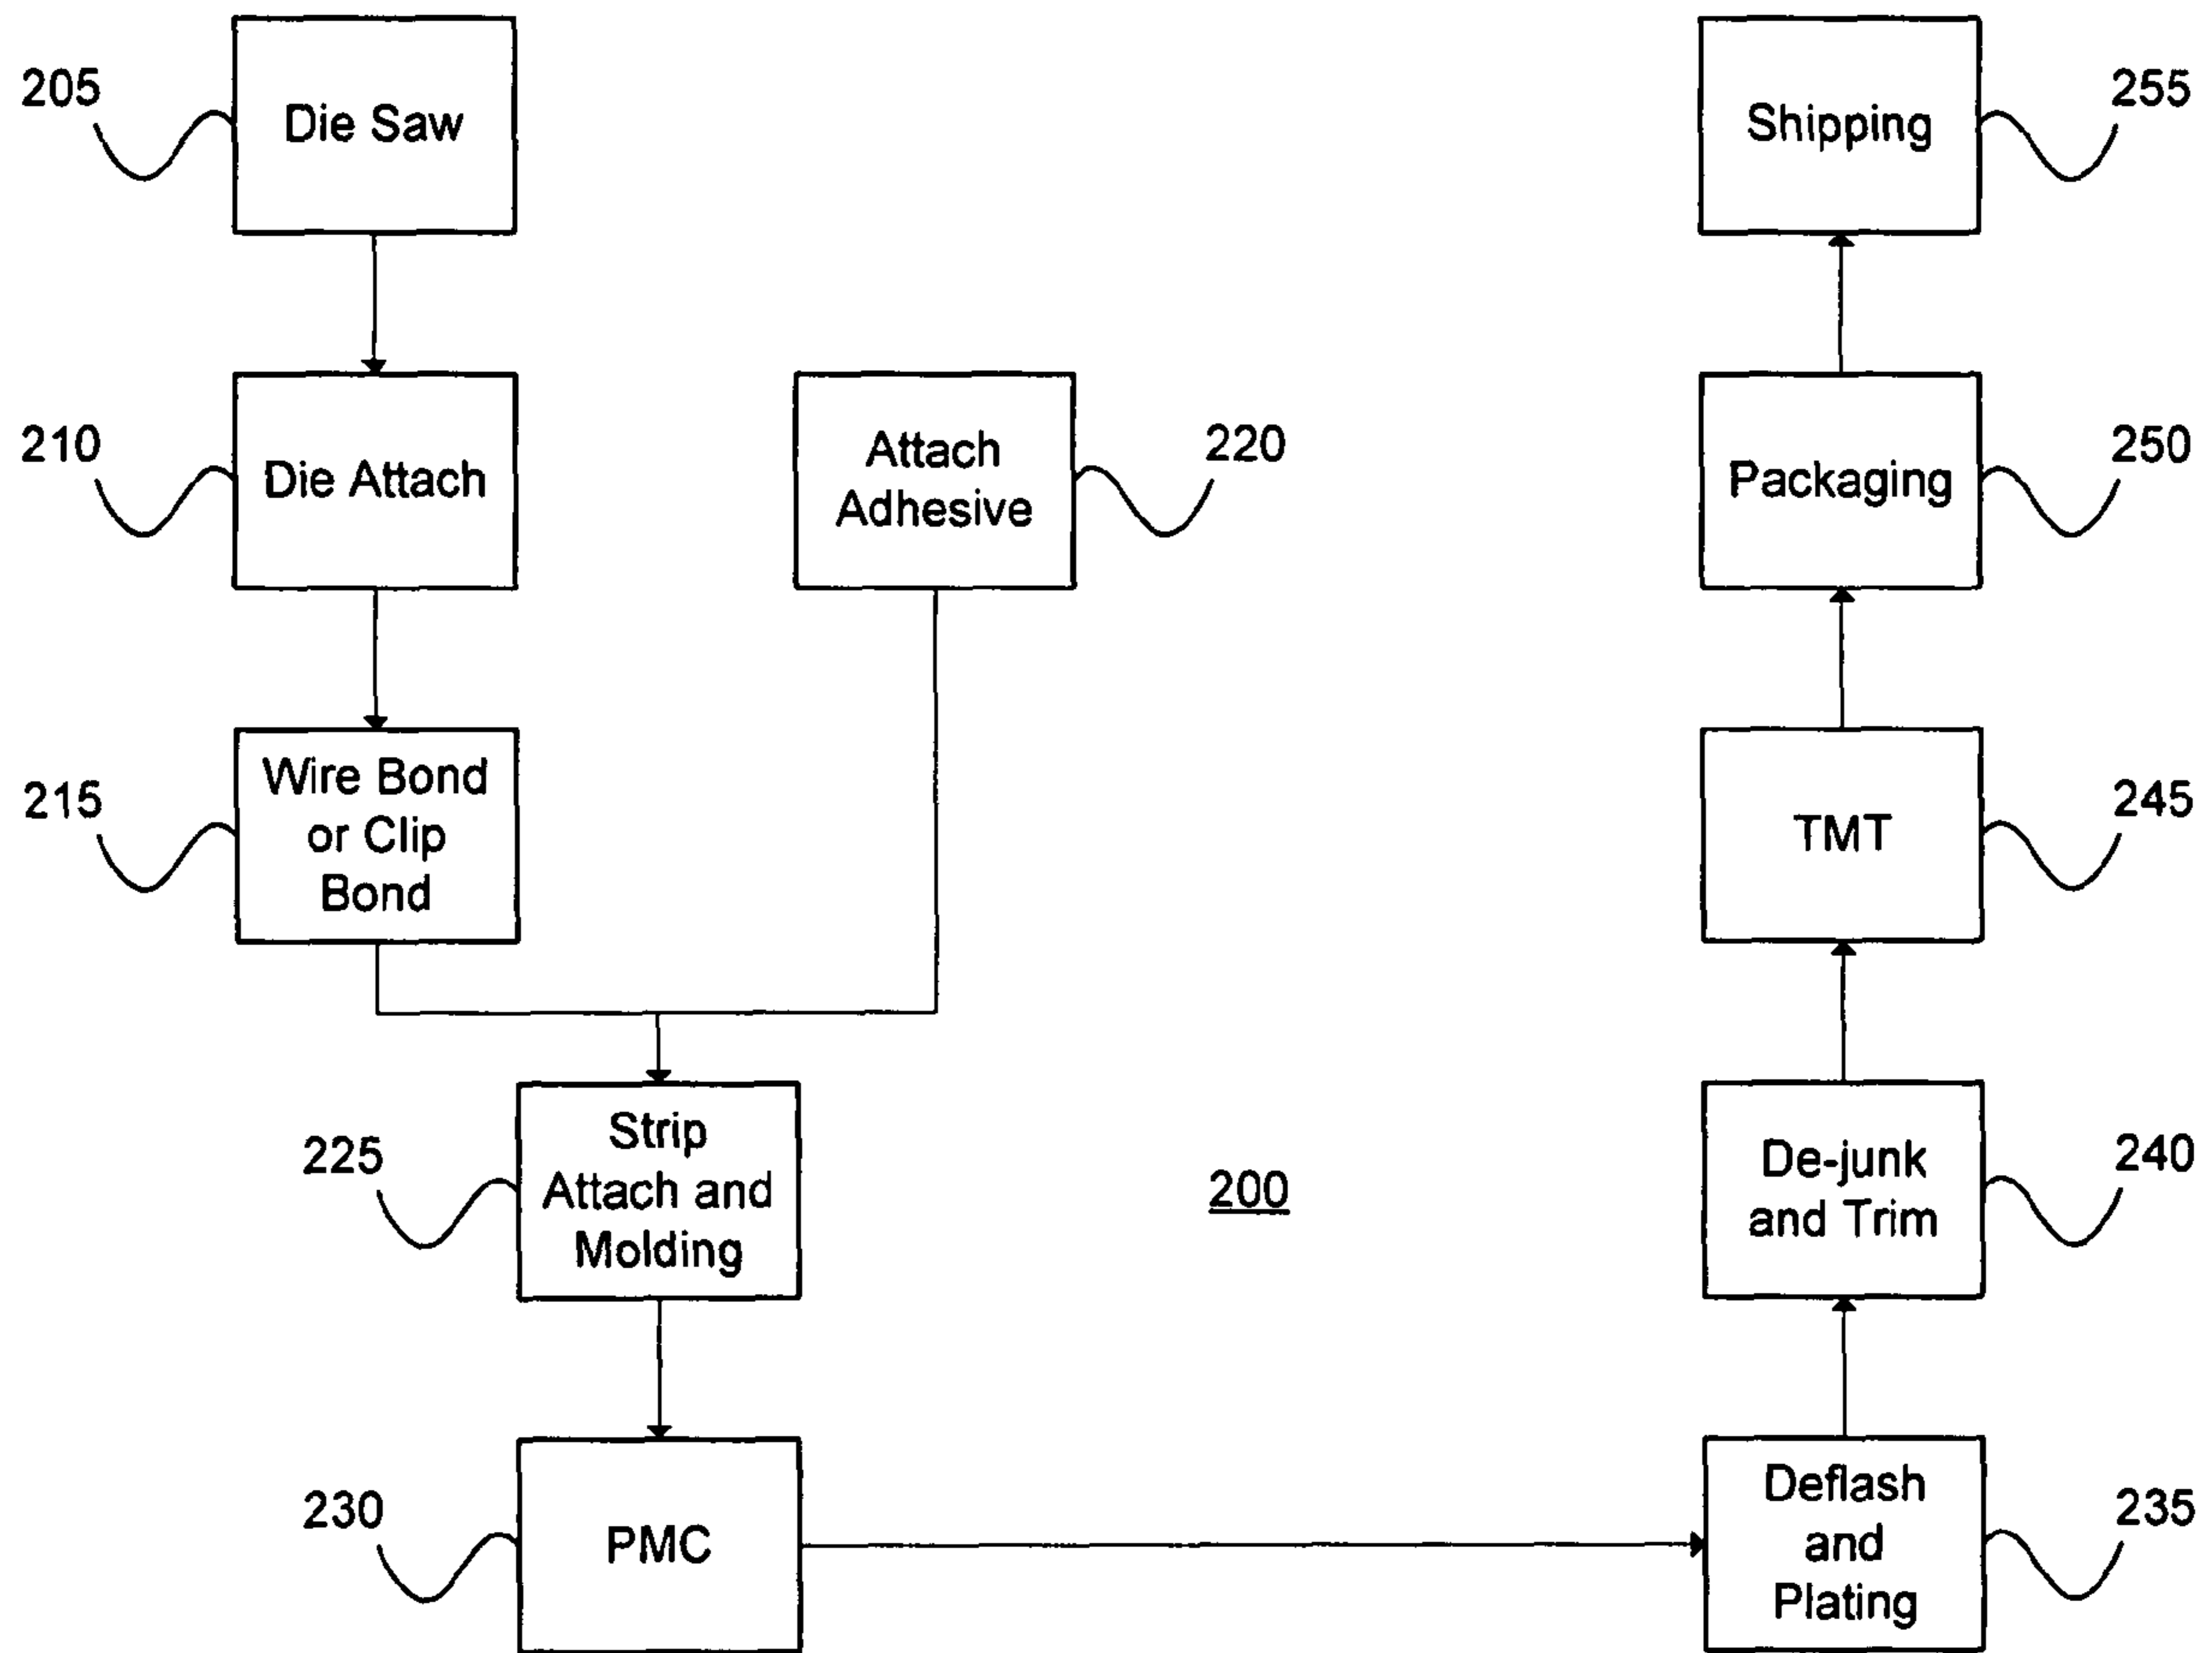 205
Die Saw
210
Die Attach
215
Wire Bond
or Clip
Bond
Attach
Adhesive
220
225
Strip
Attach and
Molding
230
PMC
200
Deflash
and
Plating
235
De-junk
and Trim
240
TMT
245
Packaging
250
Shipping
255